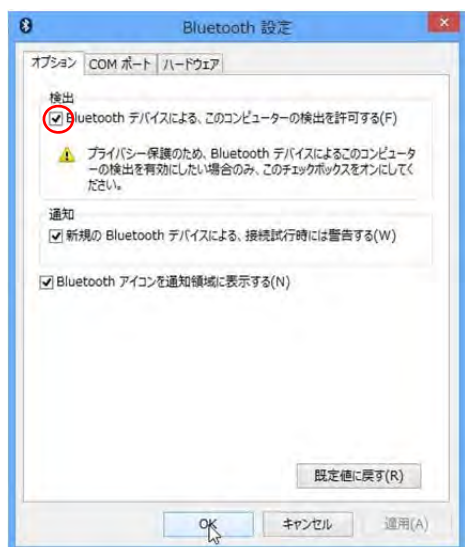 Bluetooth 設定
オプション COM ポート ハードウェア
検出
Bluetooth デバイスによる、このコンピューターの検出を許可する(F)
プライバシー保護のため、Bluetooth デバイスによるこのコンピュータ
ーの検出を有効にしたい場合のみ、このチェックボックスをオンにしてく
ださい。
通知
新規の Bluetooth デバイスによる、接続試行時には警告する(W)
Bluetooth アイコンを通知領域に表示する(N)
既定値に戻す(R)
OK キャンセル 適用(A)